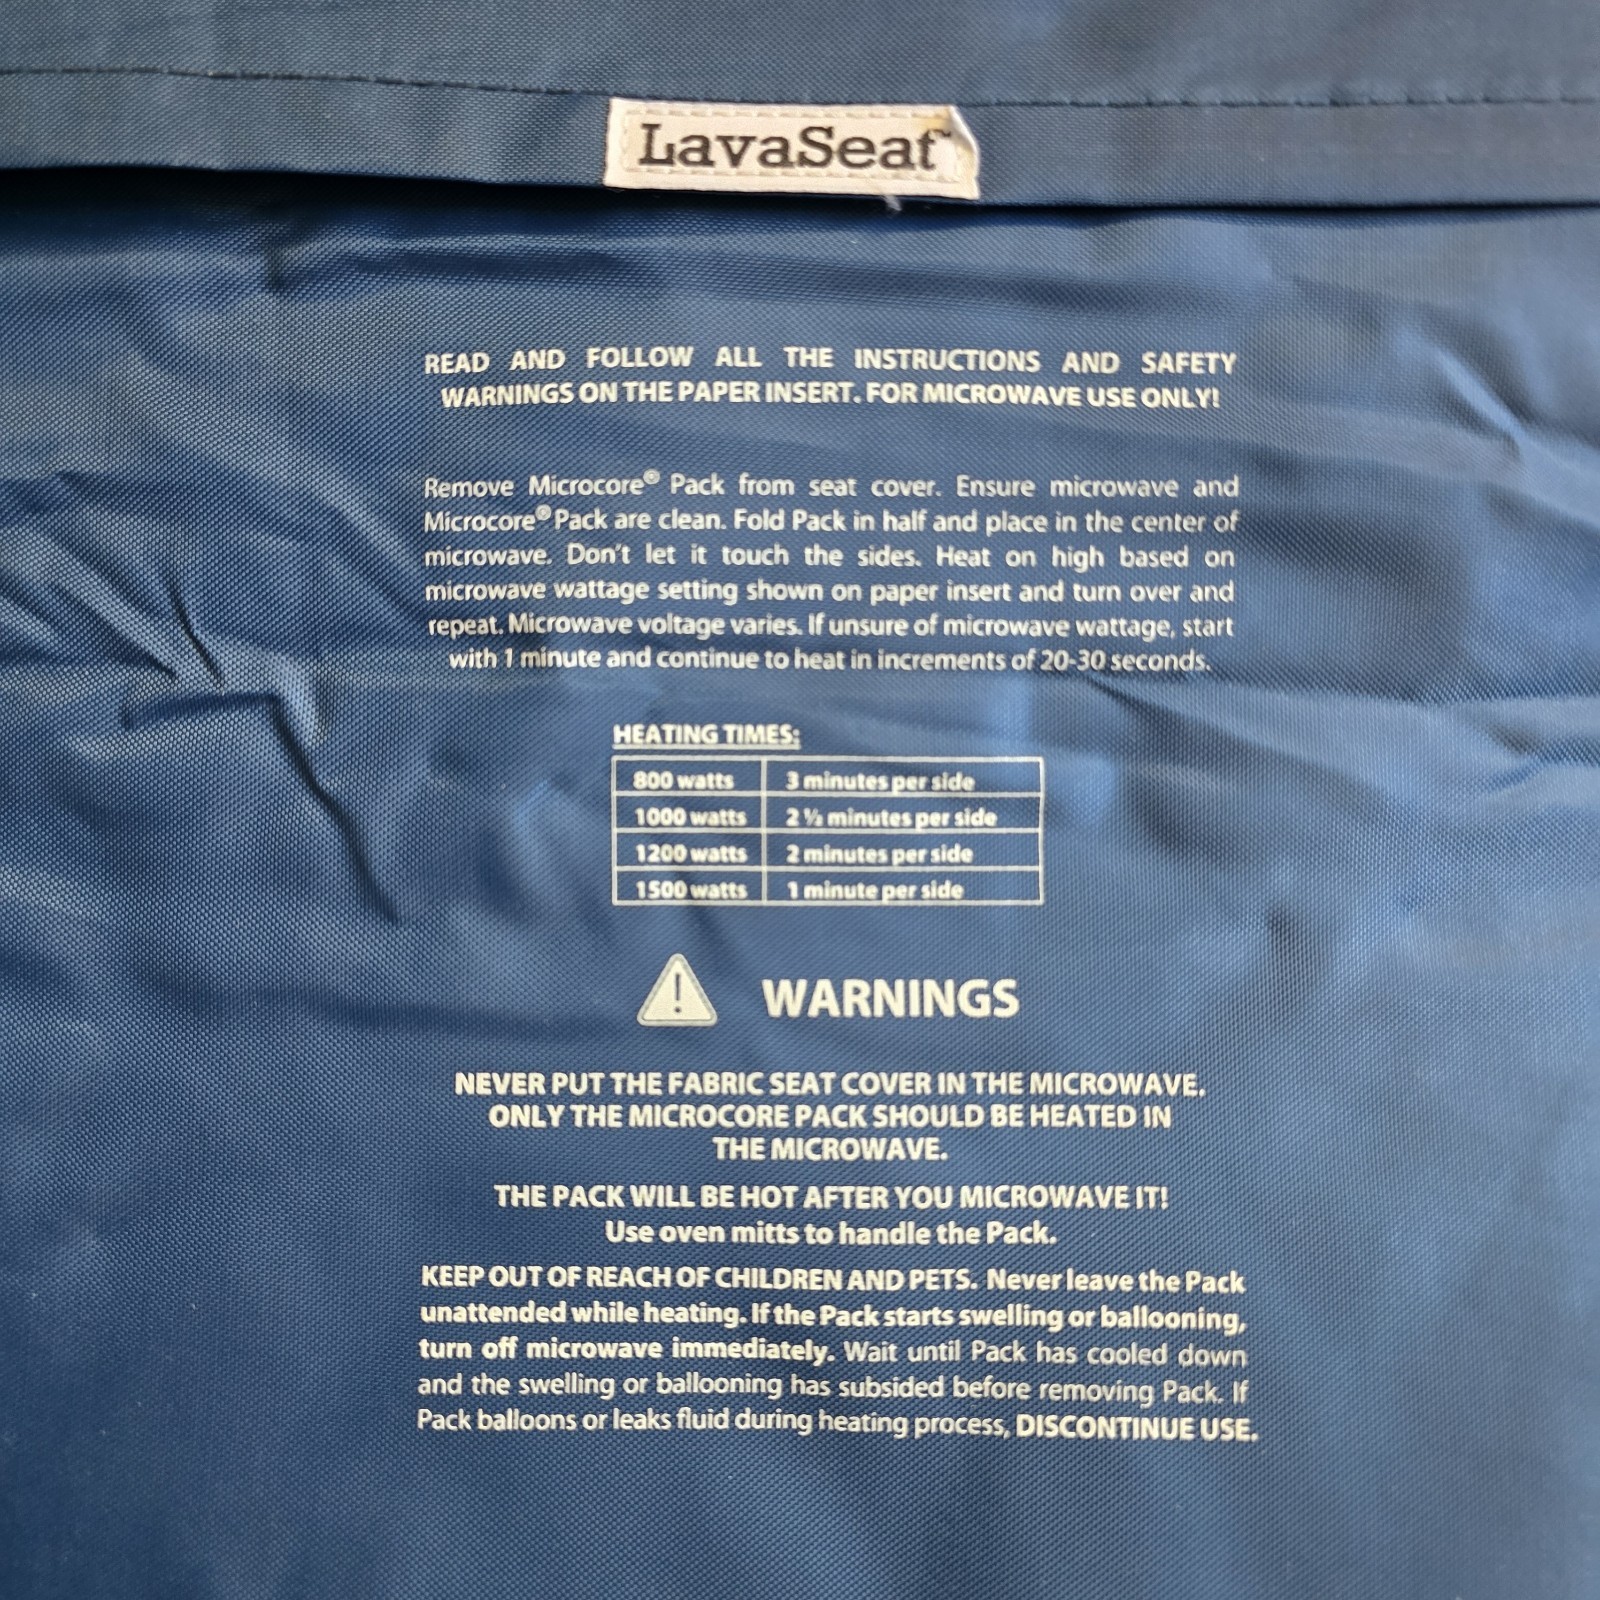 LavaSeat™
READ AND FOLLOW ALL THE INSTRUCTIONS AND SAFETY
WARNINGS ON THE PAPER INSERT. FOR MICROWAVE USE ONLY!
Remove Microcore® Pack from seat cover. Ensure microwave and
Microcore® Pack are clean. Fold Pack in half and place in the center of
microwave. Don't let it touch the sides. Heat on high based on
microwave wattage setting shown on paper insert and turn over and
repeat. Microwave voltage varies. If unsure of microwave wattage, start
with 1 minute and continue to heat in increments of 20-30 seconds.
HEATING TIMES:
800 watts 3 minutes per side
1000 watts 2 ½ minutes per side
1200 watts 2 minutes per side
1500 watts 1 minute per side
WARNINGS
NEVER PUT THE FABRIC SEAT COVER IN THE MICROWAVE.
ONLY THE MICROCORE PACK SHOULD BE HEATED IN
THE MICROWAVE.
THE PACK WILL BE HOT AFTER YOU MICROWAVE IT!
Use oven mitts to handle the Pack.
KEEP OUT OF REACH OF CHILDREN AND PETS. Never leave the Pack
unattended while heating. If the Pack starts swelling or ballooning,
turn off microwave immediately. Wait until Pack has cooled down
and the swelling or ballooning has subsided before removing Pack. If
Pack balloons or leaks fluid during heating process, DISCONTINUE USE.